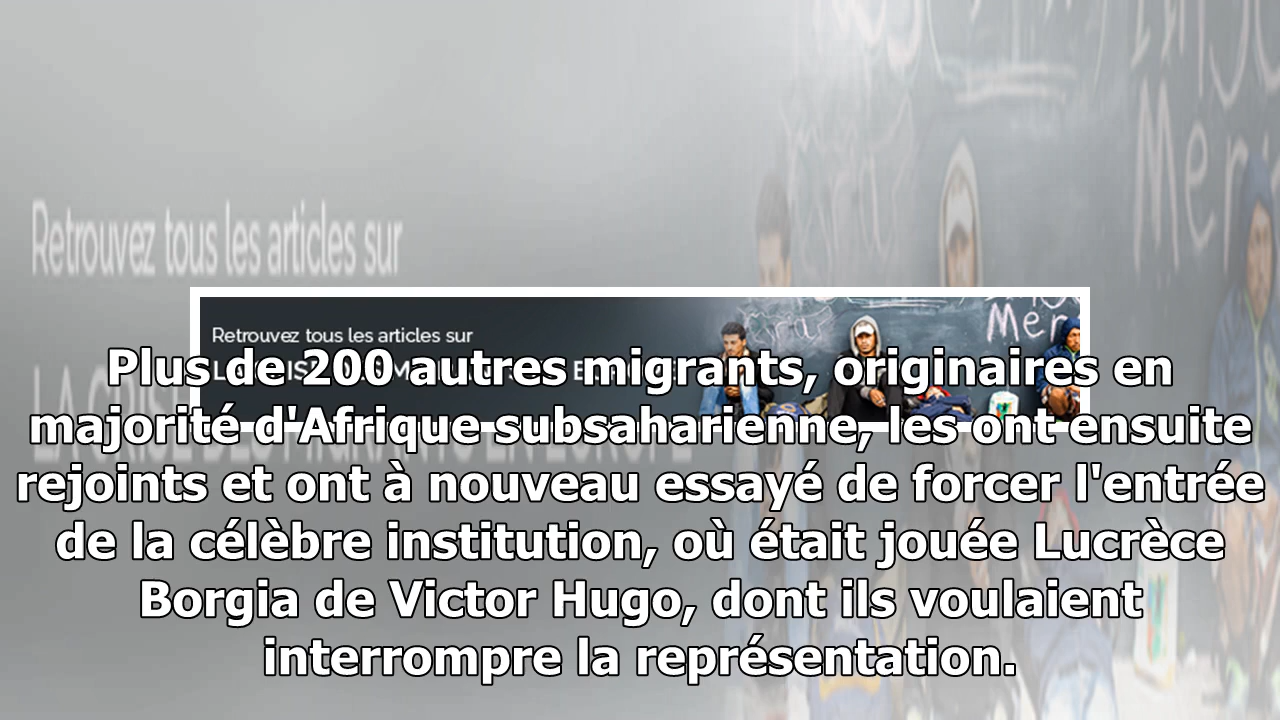 Retrouvez tous les articles sur
Retrouvez tous les articles sur
Mer
Mer
Plus de 200 autres migrants, originaires en
majorité d'Afrique subsaharienne, les ont ensuite
rejoints et ont à nouveau essayé de forcer l'entrée
de la célèbre institution, où était jouée Lucrèce
Borgia de Victor Hugo, dont ils voulaient
interrompre la représentation.